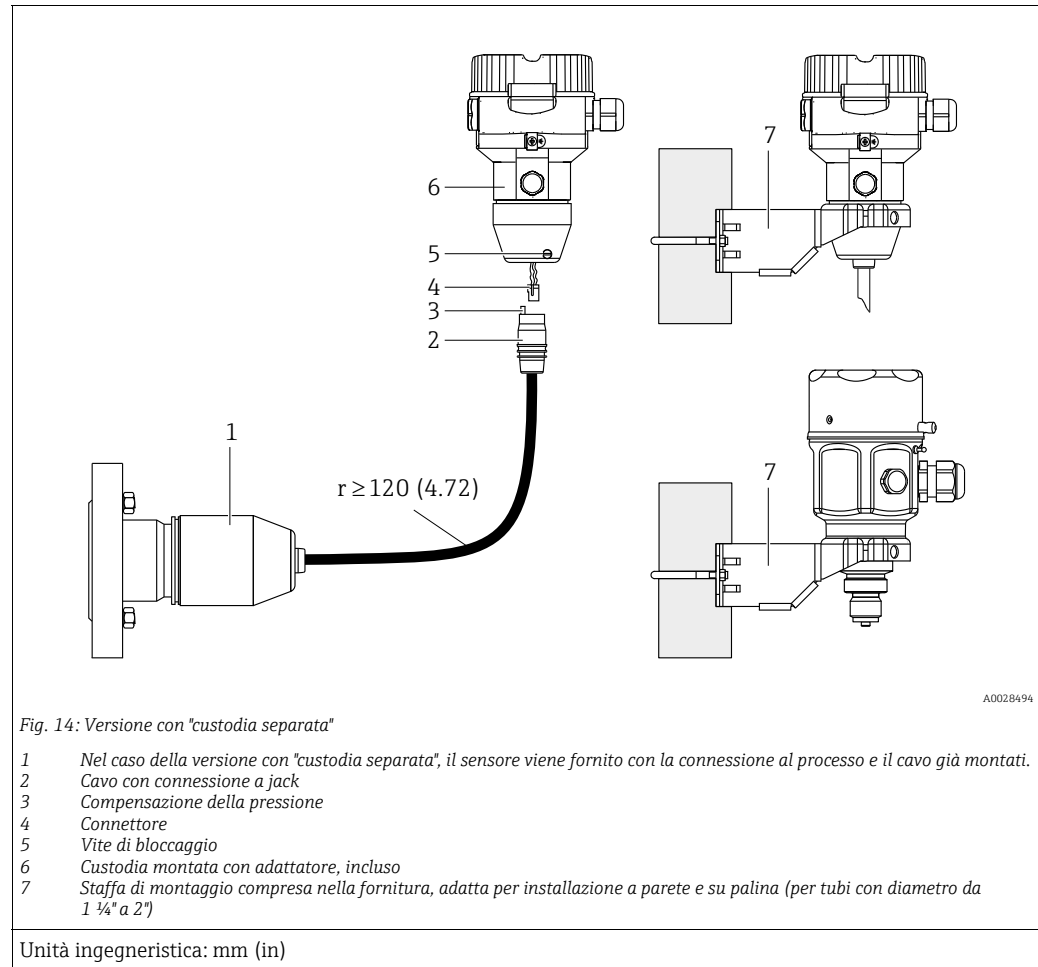 7
6
5
4
3
2
1
r ≥ 120 (4.72)
7
A0028494
Fig. 14: Versione con "custodia separata"
1 Nel caso della versione con "custodia separata", il sensore viene fornito con la connessione al processo e il cavo già montati.
2 Cavo con connessione a jack
3 Compensazione della pressione
4 Connettore
5 Vite di bloccaggio
6 Custodia montata con adattatore, incluso
7 Staffa di montaggio compresa nella fornitura, adatta per installazione a parete e su palina (per tubi con diametro da
1 ¼" a 2")
Unità ingegneristica: mm (in)